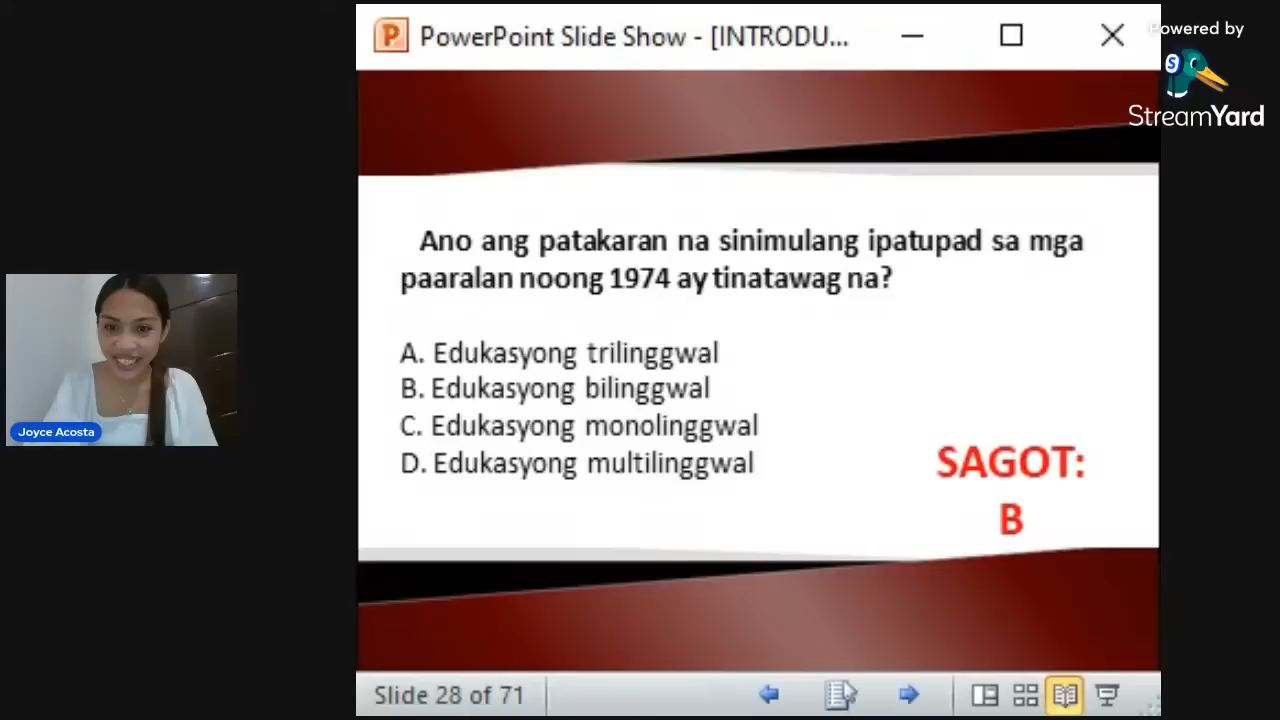 PowerPoint Slide Show - [INTRODU...
Powered by
StreamYard
Ano ang patakaran na sinimulang ipatupad sa mga
paaralan noong 1974 ay tinatawag na?
A. Edukasyong trilinggwal
B. Edukasyong bilinggwal
C. Edukasyong monolinggwal
D. Edukasyong multilinggwal
SAGOT:
B
Joyce Acosta
Slide 28 of 71